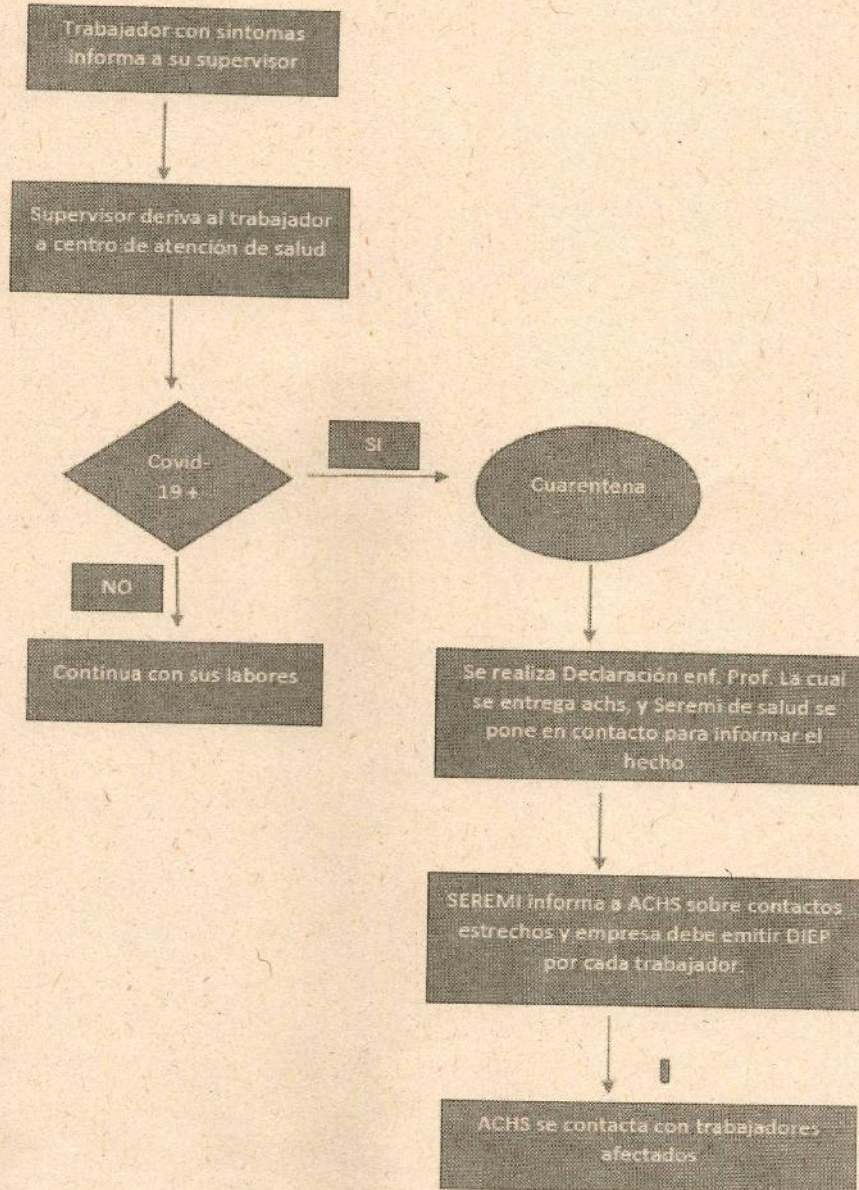 Trabajador con sintomas
informa a su supervisor
Supervisor deriva al trabajador
a centro de atención de salud
Covid-
19 +
SI
Cuarentena
NO
Continua con sus labores
Se realiza Declaración enf. Prof. La cual
se entrega achs, y Seremi de salud se
pone en contacto para informar el
hecho
SEREMI informa a ACHS sobre contactos
estrechos y empresa debe emitir DIEP
por cada trabajador.
ACHS se contacta con trabajadores
afectados